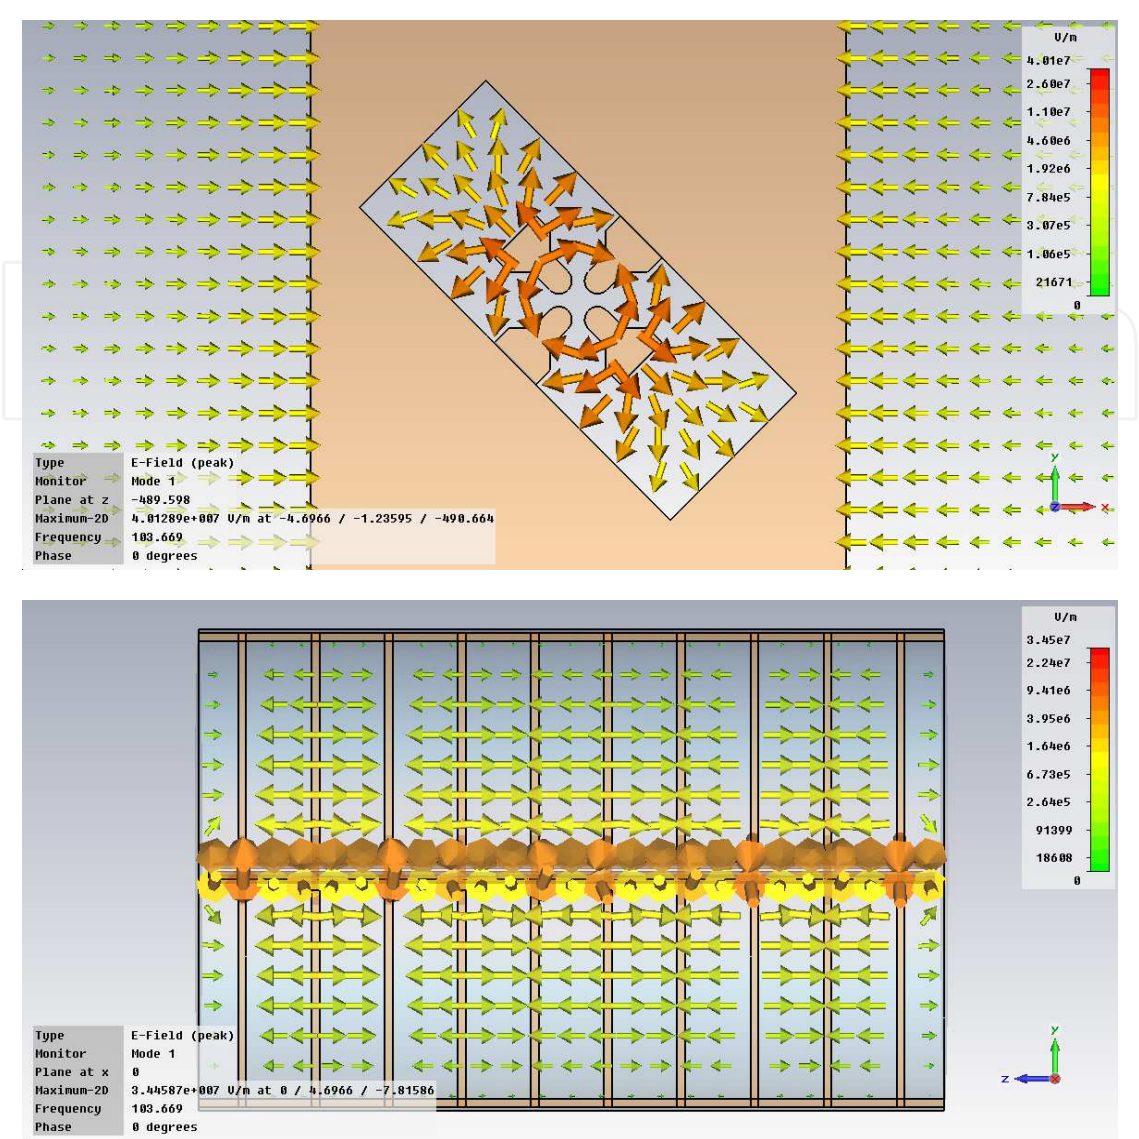 V/m
4.01e7
2.60e7
1.10e7
4.60e6
1.92e6
7.84e5
3.07e5
1.06e5
21671
0
y
z
x
Type E-Field (peak)
Monitor Mode 1
Plane at z -489.598
Maximum-2D 4.01289e+007 V/m at -4.6966 / -1.23595 / -490.664
Frequency 103.669
Phase 0 degrees
V/m
3.45e7
2.24e7
9.41e6
3.95e6
1.64e6
6.73e5
2.64e5
91399
18608
0
y
z
x
Type E-Field (peak)
Monitor Mode 1
Plane at x 0
Maximum-2D 3.44587e+007 V/m at 0 / 4.6966 / -7.81586
Frequency 103.669
Phase 0 degrees